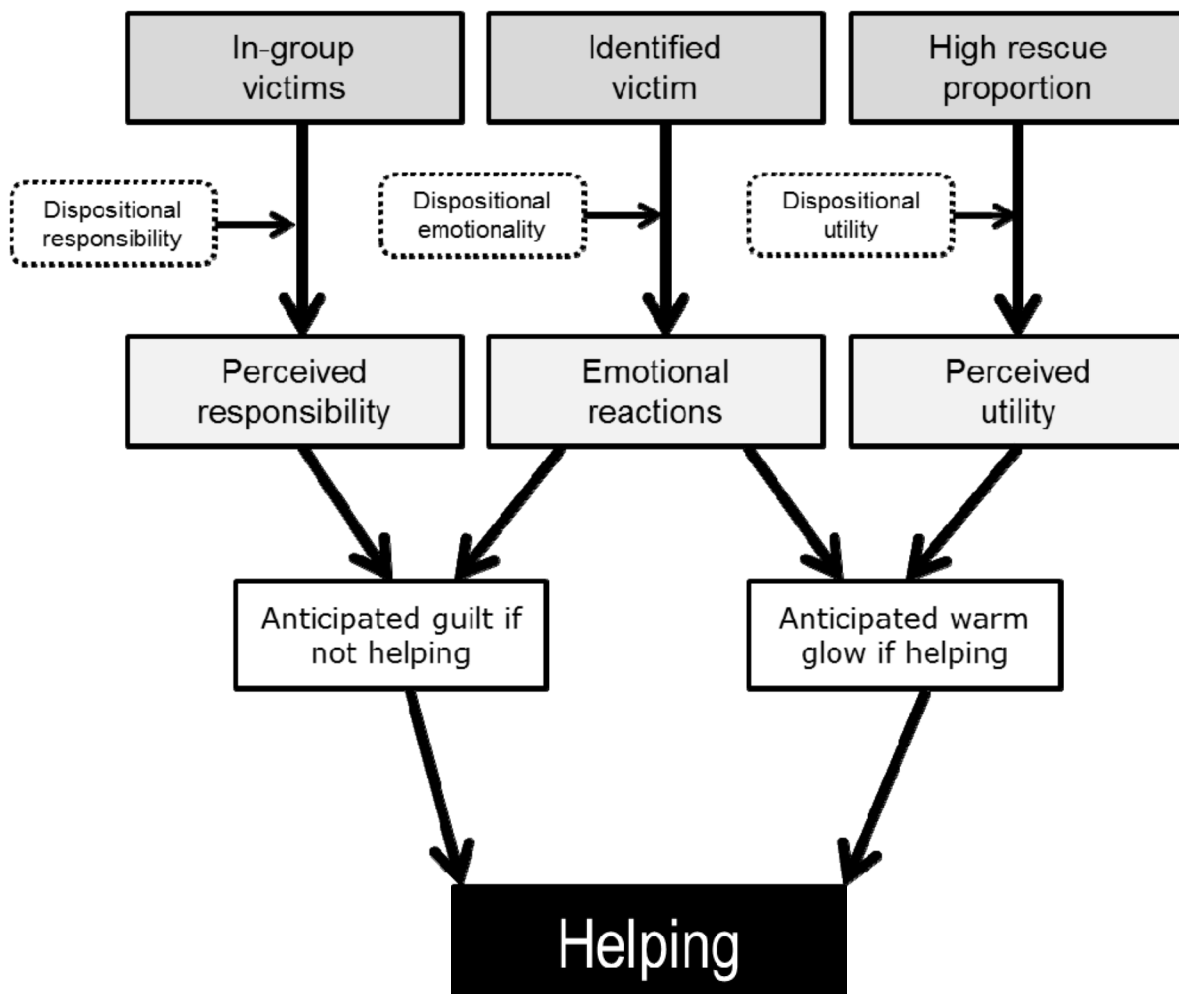 In-group
victims
Identified
victim
High rescue
proportion
Dispositional
responsibility
Dispositional
emotionality
Dispositional
utility
Perceived
responsibility
Emotional
reactions
Perceived
utility
Anticipated guilt if
not helping
Anticipated warm
glow if helping
Helping